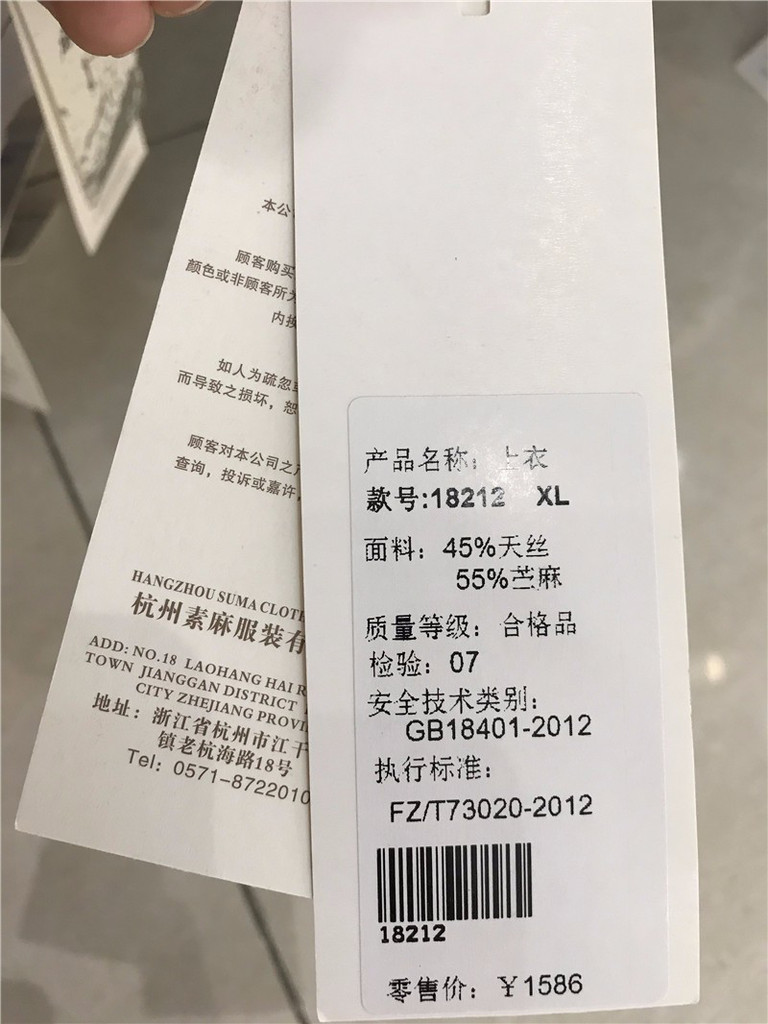 本公
顾客购买
颜色或非顾客所
内换
如人为疏忽
而导致之损坏，恕
顾客对本公司之
查询，投诉或嘉许，
HANGZHOU SUMA CLOTH
杭州素麻服装有
ADD: NO.18 LAOHANG HAI R
TOWN JIANGGAN DISTRICT
CITY ZHEJIANG PROVI
地址：浙江省杭州市江干
镇老杭海路18号
Tel: 0571-8722010
产品名称：上衣
款号:18212 XL
面料：45%天丝
55%苎麻
质量等级：合格品
检验：07
安全技术类别：
GB18401-2012
执行标准：
FZ/T73020-2012
18212
零售价：￥1586